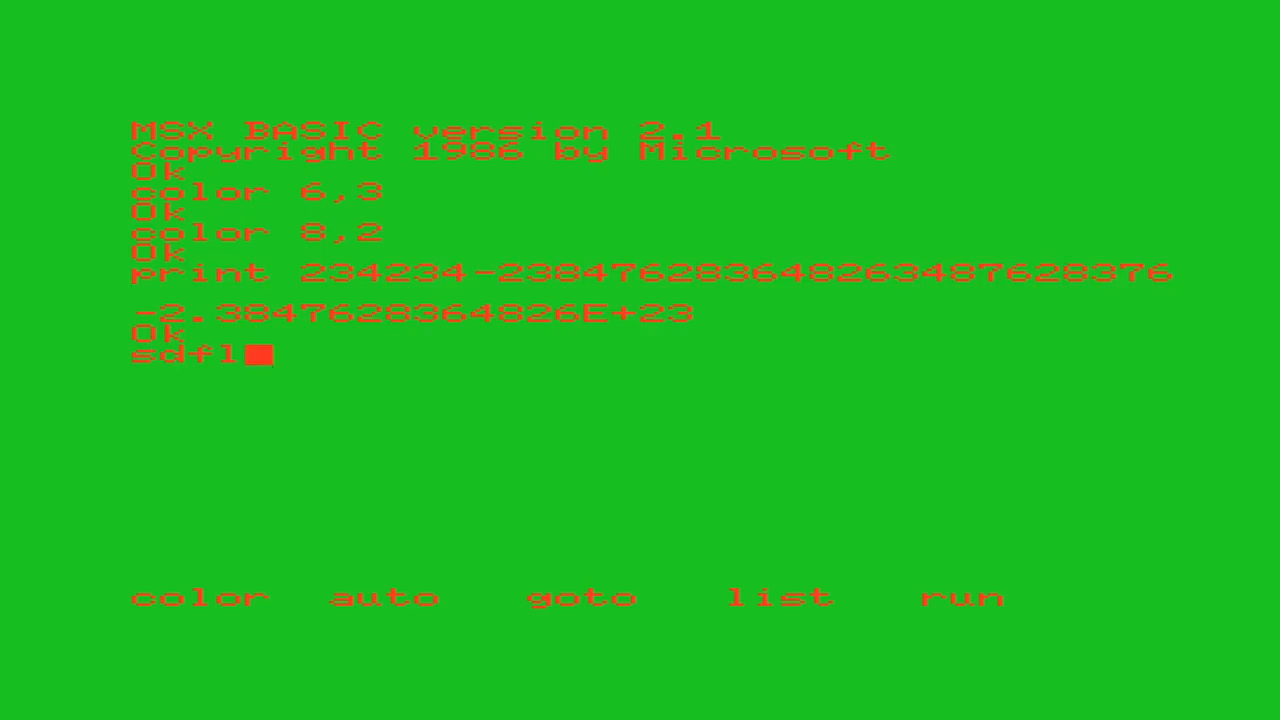 MSX BASIC version 2.1
Copyright 1986 by Microsoft
Ok
color 6,3
Ok
color 8,2
Ok
print 234234-238476283648263487628376
-2.3847628364826E+23
Ok
sdfl
color auto goto list run